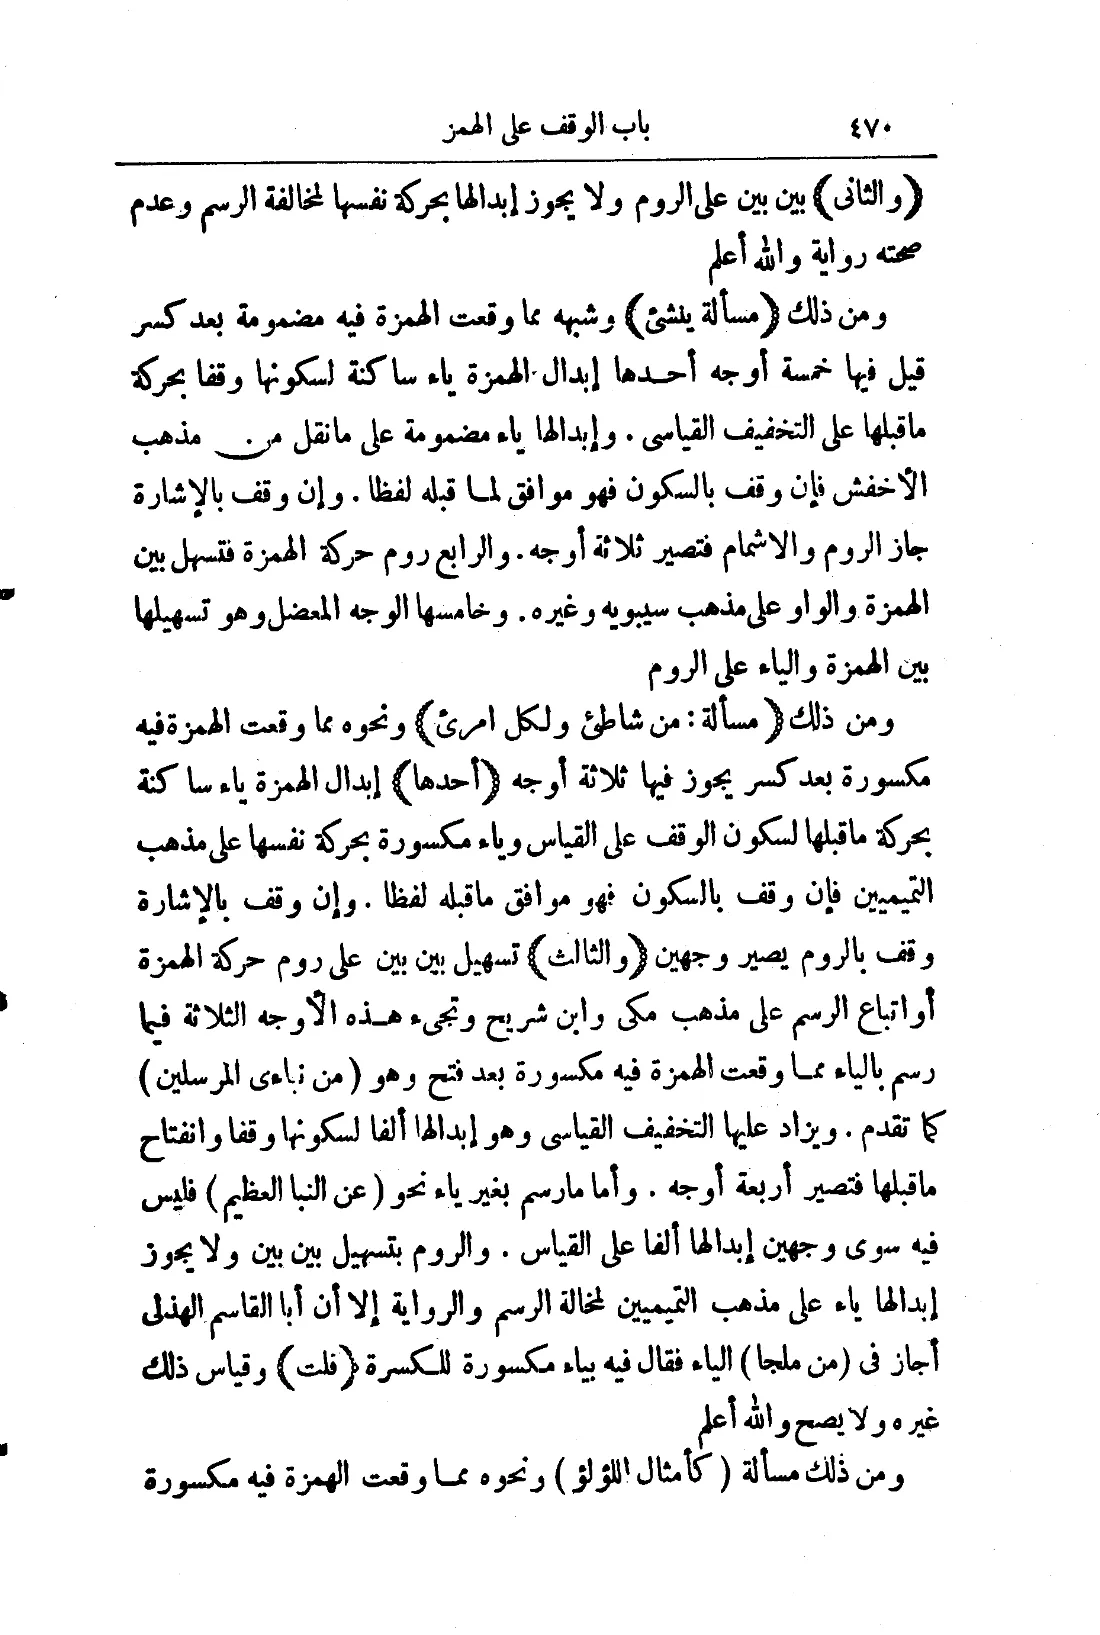 ٤٧٠ باب الوقف على الهمز
(والثانى) بين بين على الروم ولا يجوز إبدالها بحركة نفسها لمخالفة الرسم وعدم
صحته رواية والله أعلم
ومن ذلك (مسألة ينشئ) وشبهه مما وقعت الهمزة فيه مضمومة بعد كسر
قيل فيها خمسة أوجه أحدها إبدال الهمزة ياء ساكنة لسكونها وقفا بحركة
ماقبلها على التخفيف القياسى . وإبدالها ياء مضمومة على مانقل من مذهب
الأخفش فإن وقف بالسكون فهو موافق لما قبله لفظا . وإن وقف بالإشارة
جاز الروم والاشمام فتصير ثلاثة أوجه . والرابع روم حركة الهمزة فتسهل بين
الهمزة والواو على مذهب سيبويه وغيره . وخامسها الوجه المعضل وهو تسهيلها
بين الهمزة والياء على الروم
ومن ذلك (مسألة : من شاطئ ولكل امرئ) ونحوه مما وقعت الهمزة فيه
مكسورة بعد كسر يجوز فيها ثلاثة أوجه (أحدها) إبدال الهمزة ياء ساكنة
بحركة ماقبلها لسكون الوقف على القياس وياء مكسورة بحركة نفسها على مذهب
التميميين فإن وقف بالسكون فهو موافق ماقبله لفظا . وإن وقف بالإشارة
وقف بالروم يصير وجهين (والثالث) تسهيل بين بين على روم حركة الهمزة
أو اتباع الرسم على مذهب مكى وابن شريح وتجىء هذه الأوجه الثلاثة فيما
رسم بالياء مما وقعت الهمزة فيه مكسورة بعد فتح وهو (من نباءى المرسلين)
كما تقدم . ويزاد عليها التخفيف القياسى وهو إبدالها ألفا لسكونها وقفا وانفتاح
ماقبلها فتصير أربعة أوجه . وأما مارسم بغير ياء نحو (عن النبا العظيم) فليس
فيه سوى وجهين إبدالها ألفا على القياس . والروم بتسهيل بين بين ولا يجوز
إبدالها ياء على مذهب التميميين لمخالة الرسم والرواية إلا أن أبا القاسم الهذلى
أجاز فى (من ملجا) الياء فقال فيه بياء مكسورة للكسرة (قلت) وقياس ذلك
غيره ولا يصح والله أعلم
ومن ذلك مسألة (كأمثال اللؤلؤ) ونحوه مما وقعت الهمزة فيه مكسورة